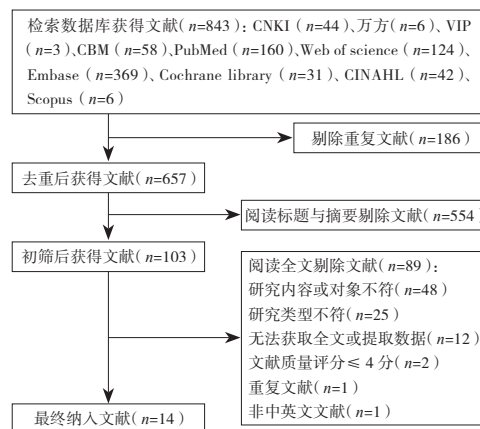 检索数据库获得文献(n=843)：CNKI(n=44)、万方(n=6)、VIP
(n=3)、CBM(n=58)、PubMed(n=160)、Web of science(n=124)、
Embase(n=369)、Cochrane library(n=31)、CINAHL(n=42)、
Scopus(n=6)
剔除重复文献(n=186)
去重后获得文献(n=657)
阅读标题与摘要剔除文献(n=554)
初筛后获得文献(n=103)
阅读全文剔除文献(n=89)：
研究内容或对象不符(n=48)
研究类型不符(n=25)
无法获取全文或提取数据(n=12)
文献质量评分≤4分(n=2)
重复文献(n=1)
非中英文文献(n=1)
最终纳入文献(n=14)